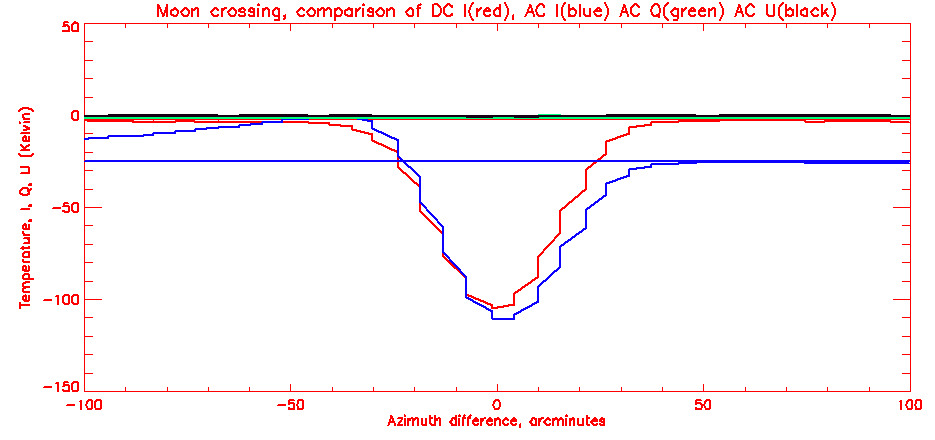 Moon crossing, comparison of DC I(red), AC I(blue) AC Q(green) AC U(black)
50
0
-50
-100
-150
Temperature, I, Q, U (Kelvin)
-100 -50 0 50 100
Azimuth difference, arcminutes